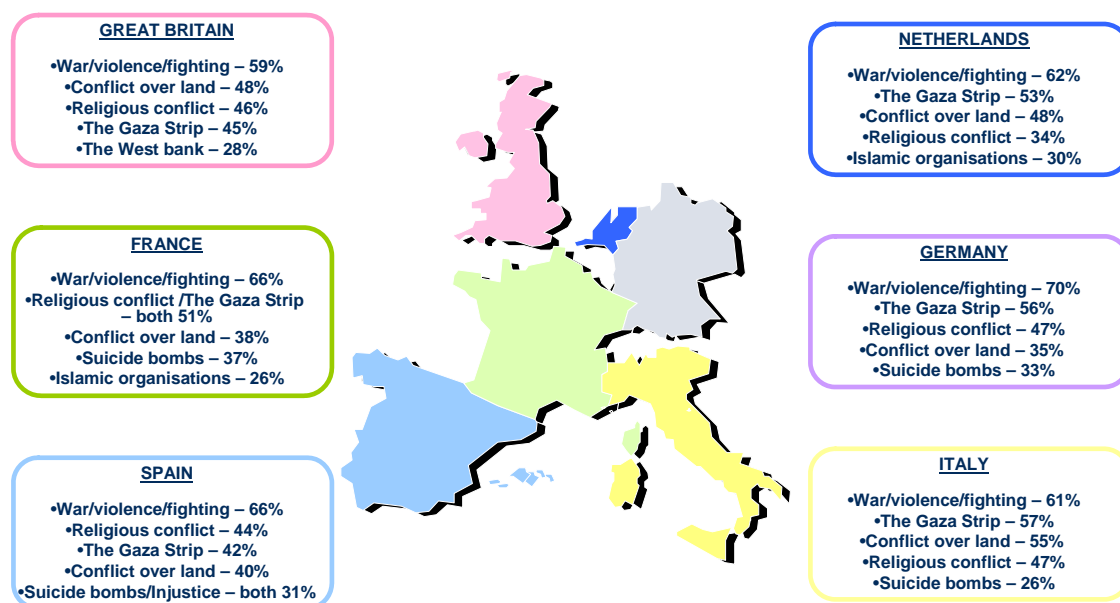 GREAT BRITAIN
•War/violence/fighting – 59%
•Conflict over land – 48%
•Religious conflict – 46%
•The Gaza Strip – 45%
•The West bank – 28%
NETHERLANDS
•War/violence/fighting – 62%
•The Gaza Strip – 53%
•Conflict over land – 48%
•Religious conflict – 34%
•Islamic organisations – 30%
FRANCE
•War/violence/fighting – 66%
•Religious conflict /The Gaza Strip
– both 51%
•Conflict over land – 38%
•Suicide bombs – 37%
•Islamic organisations – 26%
GERMANY
•War/violence/fighting – 70%
•The Gaza Strip – 56%
•Religious conflict – 47%
•Conflict over land – 35%
•Suicide bombs – 33%
SPAIN
•War/violence/fighting – 66%
•Religious conflict – 44%
•The Gaza Strip – 42%
•Conflict over land – 40%
•Suicide bombs/Injustice – both 31%
ITALY
•War/violence/fighting – 61%
•The Gaza Strip – 57%
•Conflict over land – 55%
•Religious conflict – 47%
•Suicide bombs – 26%